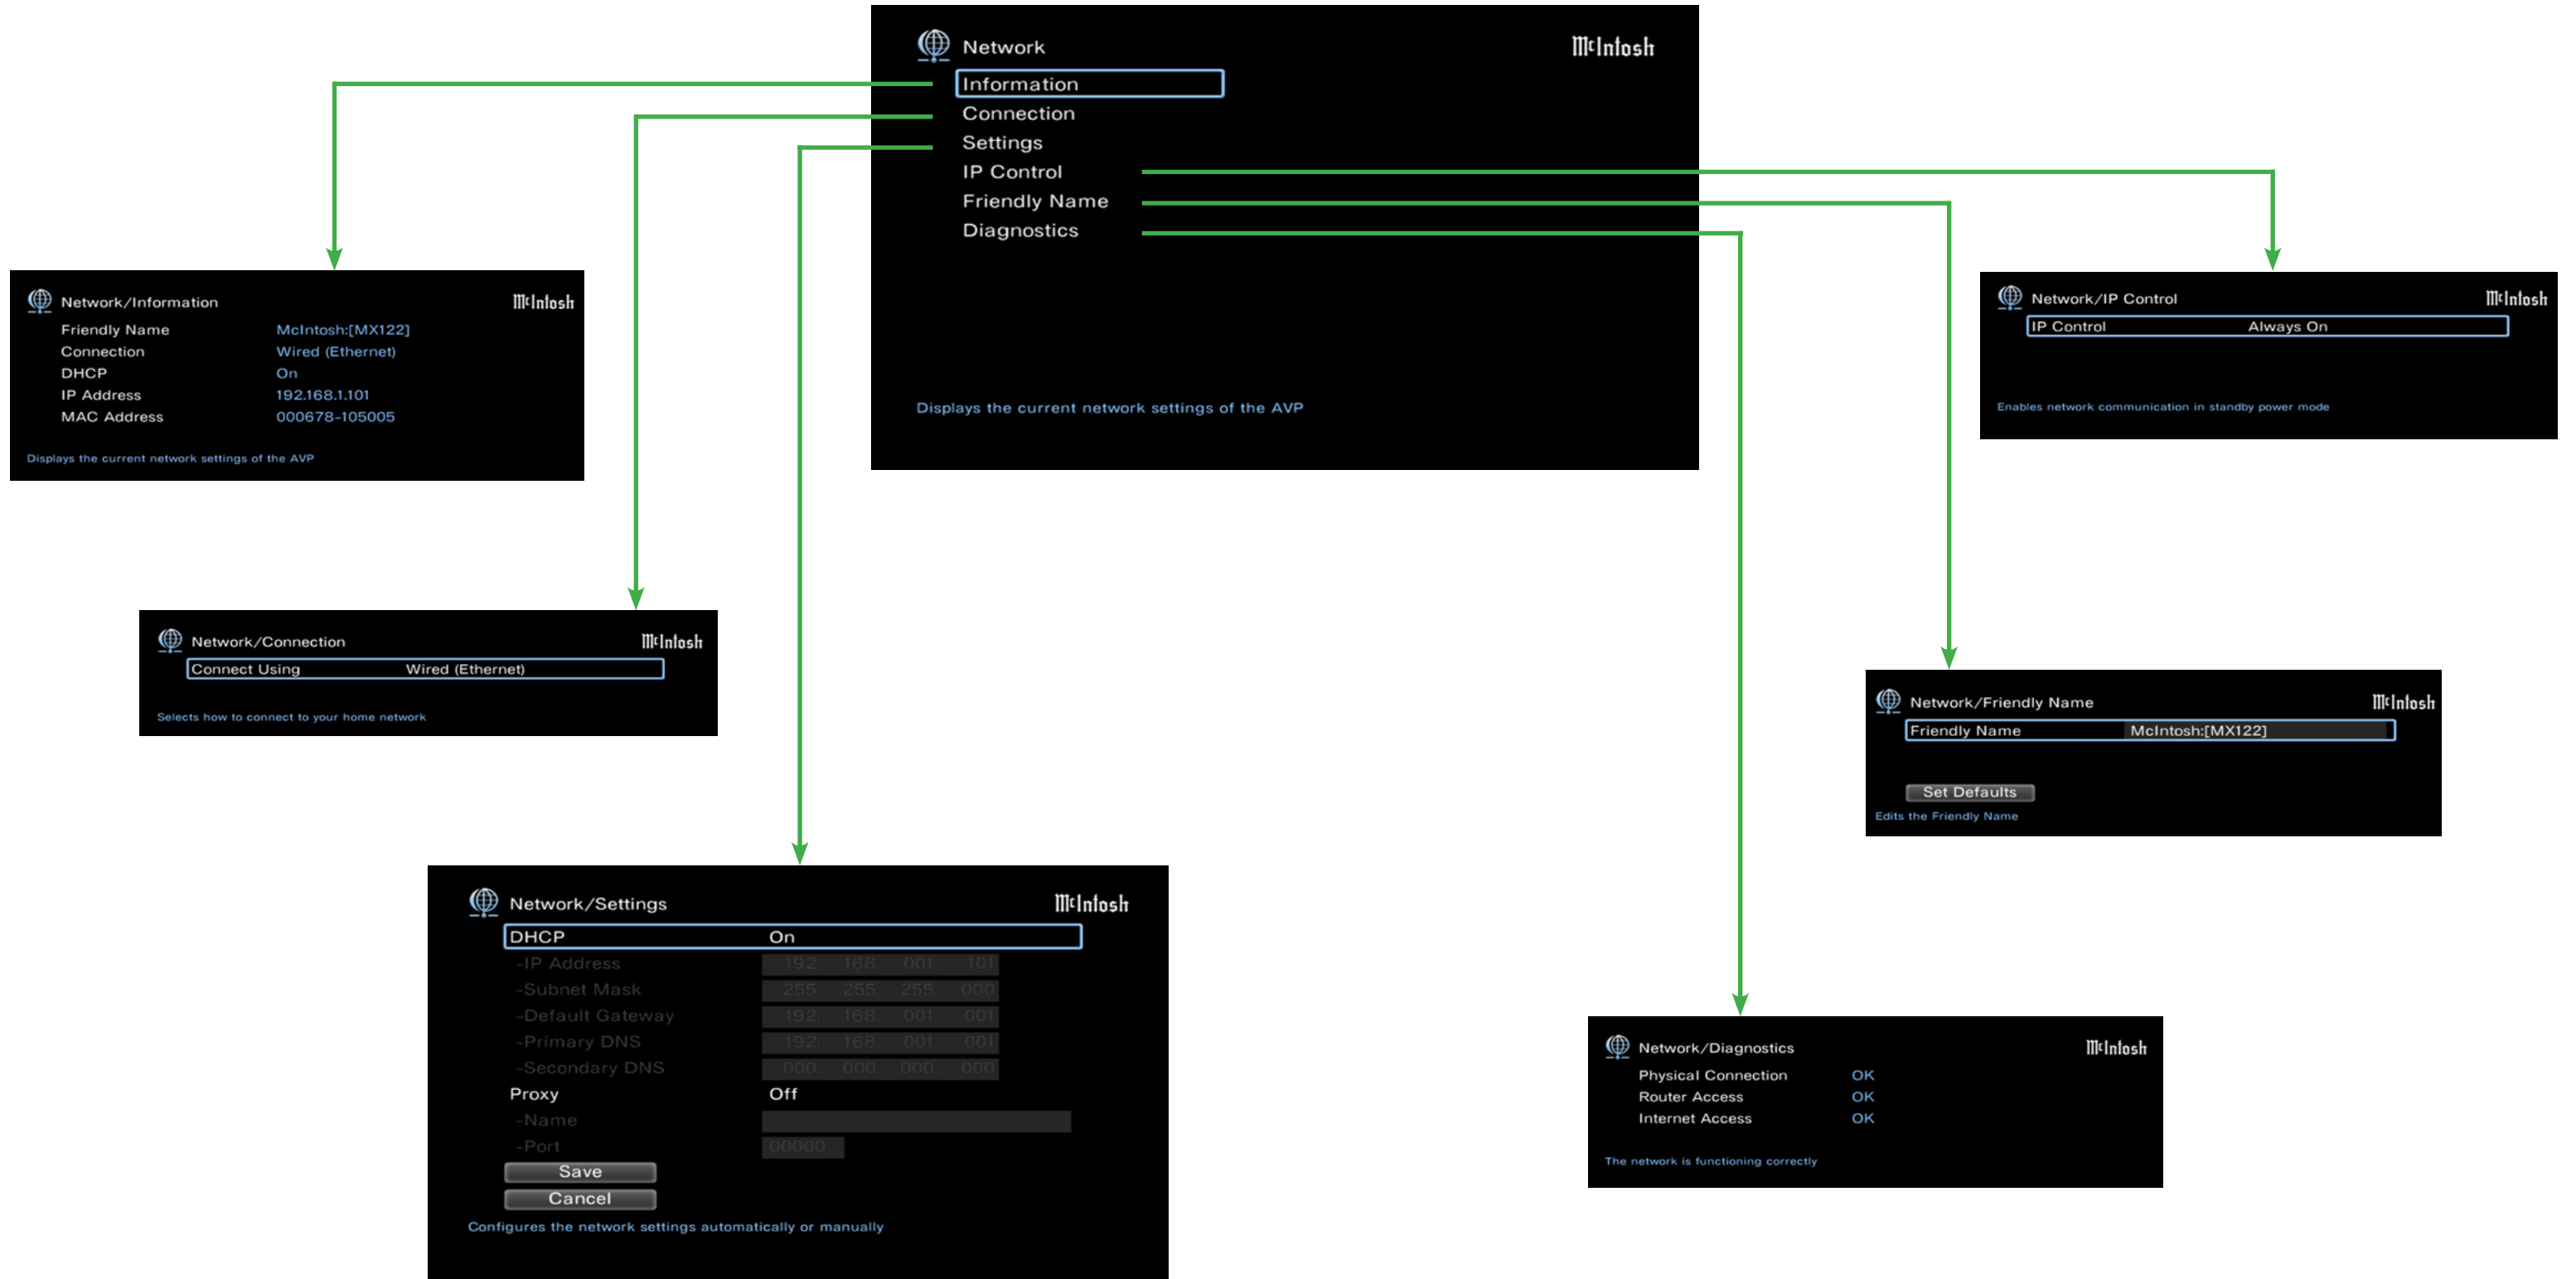 Network
McIntosh
Information
Connection
Settings
IP Control
Friendly Name
Diagnostics
Displays the current network settings of the AVP
Network/Information
McIntosh
Friendly Name McIntosh:[MX122]
Connection Wired (Ethernet)
DHCP On
IP Address 192.168.1.101
MAC Address 000678-105005
Displays the current network settings of the AVP
Network/IP Control
McIntosh
IP Control Always On
Enables network communication in standby power mode
Network/Connection
McIntosh
Connect Using Wired (Ethernet)
Selects how to connect to your home network
Network/Friendly Name
McIntosh
Friendly Name McIntosh:[MX122]
Set Defaults
Edits the Friendly Name
Network/Settings
McIntosh
DHCP On
-IP Address 192. 168. 001. 101
-Subnet Mask 255. 255. 255. 000
-Default Gateway 192. 168. 001. 001
-Primary DNS 192. 168. 001. 001
-Secondary DNS 000. 000. 000. 000
Proxy Off
-Name
-Port 00000
Save
Cancel
Configures the network settings automatically or manually
Network/Diagnostics
McIntosh
Physical Connection OK
Router Access OK
Internet Access OK
The network is functioning correctly